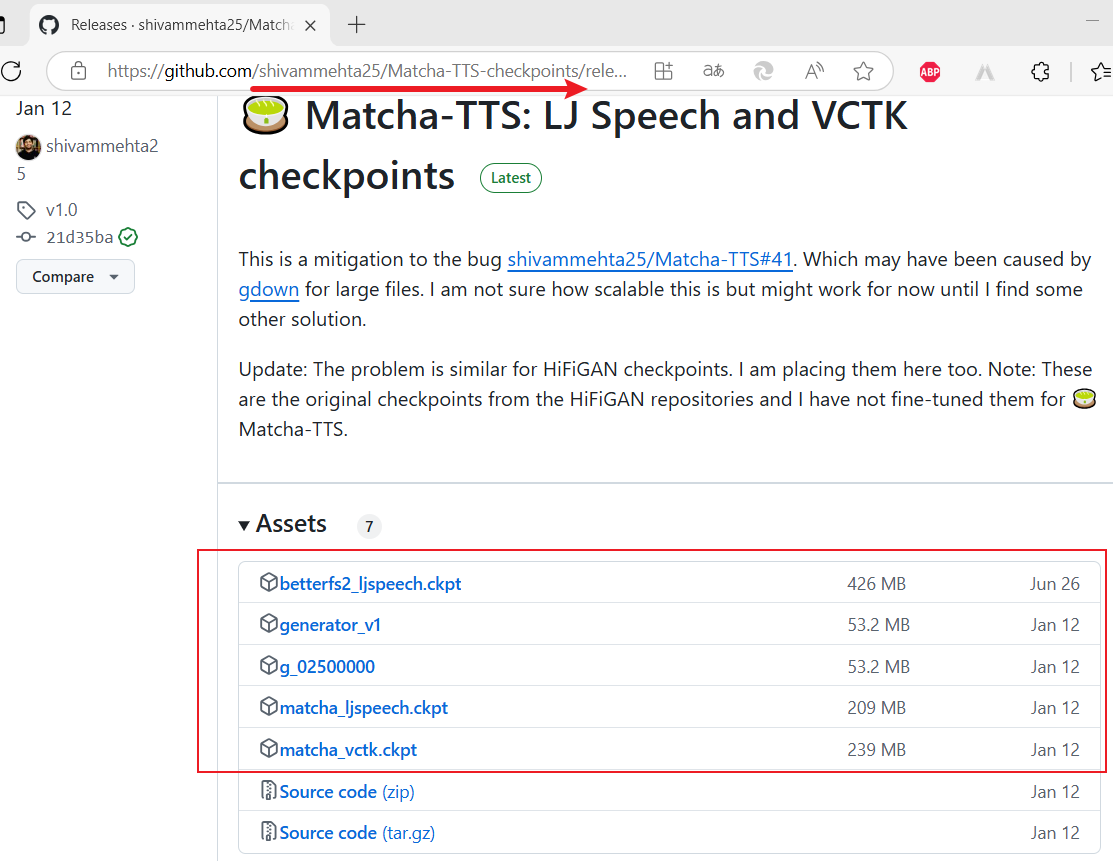 Releases · shivammehta25/Match
https://github.com/shivammehta25/Matcha-TTS-checkpoints/rele...
aあ
A
ABP
Jan 12
shivammehta2
5
v1.0
21d35ba
Compare
Matcha-TTS: LJ Speech and VCTK
checkpoints Latest
This is a mitigation to the bug shivammehta25/Matcha-TTS#41. Which may have been caused by
gdown for large files. I am not sure how scalable this is but might work for now until I find some
other solution.
Update: The problem is similar for HiFiGAN checkpoints. I am placing them here too. Note: These
are the original checkpoints from the HiFiGAN repositories and I have not fine-tuned them for
Matcha-TTS.
Assets 7
betterfs2_ljspeech.ckpt 426 MB Jun 26
generator_v1 53.2 MB Jan 12
g_02500000 53.2 MB Jan 12
matcha_ljspeech.ckpt 209 MB Jan 12
matcha_vctk.ckpt 239 MB Jan 12
Source code (zip) Jan 12
Source code (tar.gz) Jan 12